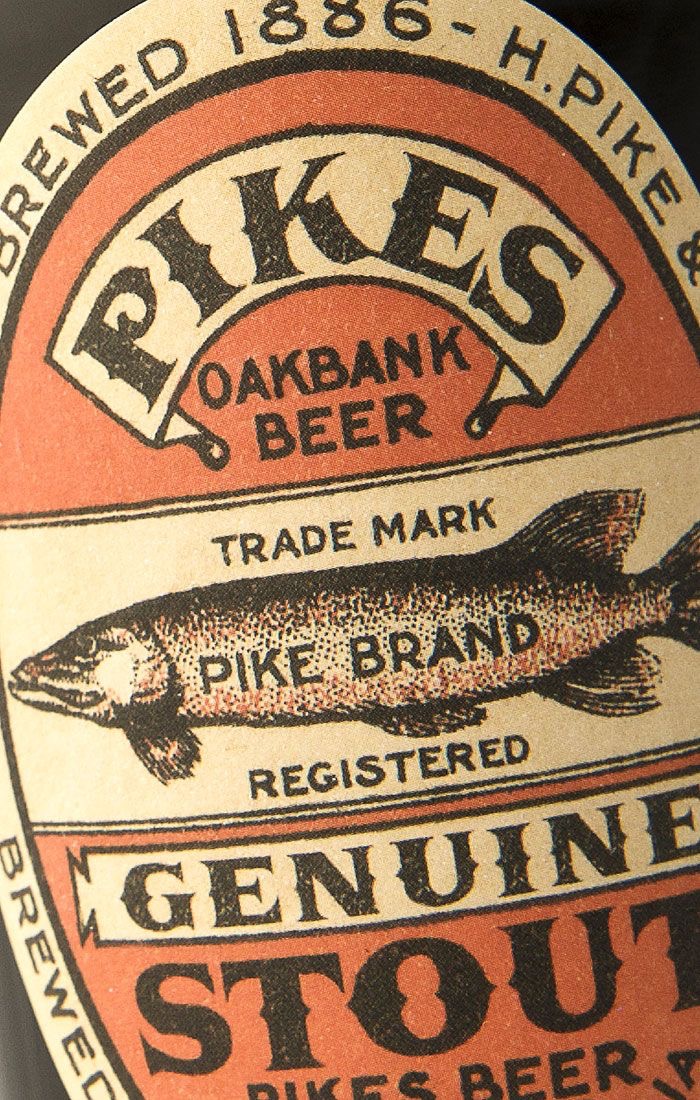 BREWED 1886 - H. PIKE &
PIKES
OAKBANK
BEER
TRADE MARK
PIKE BRAND
REGISTERED
GENUINE
STOUT
PIKES BEER
BREWED